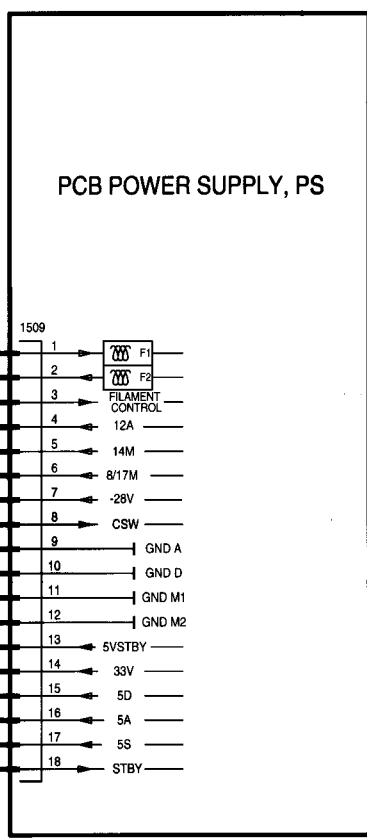 PCB POWER SUPPLY, PS
1509
1 F1
2 F2
3 FILAMENT
CONTROL
4 12A
5 14M
6 8/17M
7 -28V
8 CSW
9 GND A
10 GND D
11 GND M1
12 GND M2
13 5VSTBY
14 33V
15 5D
16 5A
17 5S
18 STBY